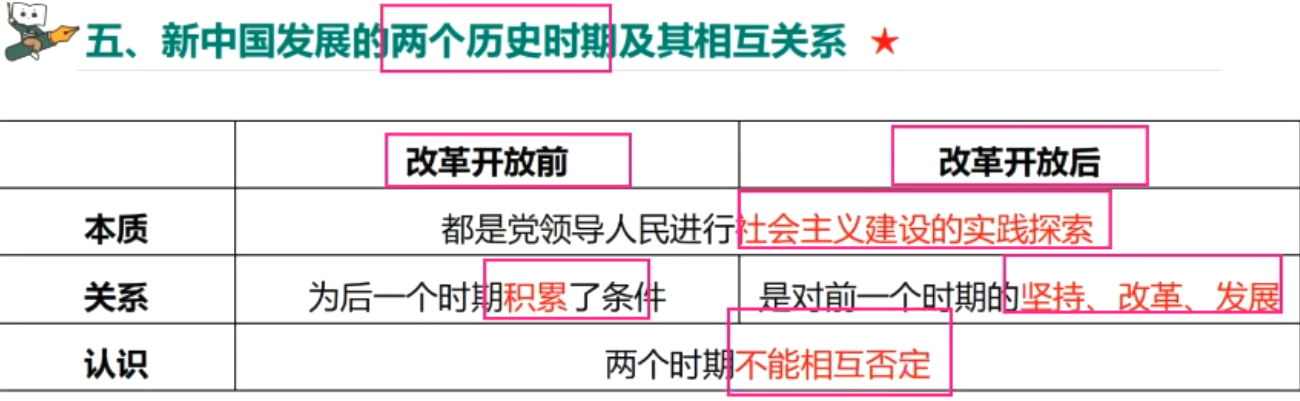 五、新中国发展的两个历史时期及其相互关系
改革开放前 改革开放后
本质 都是党领导人民进行社会主义建设的实践探索
关系 为后一个时期积累了条件 是对前一个时期的坚持、改革、发展
认识 两个时期不能相互否定